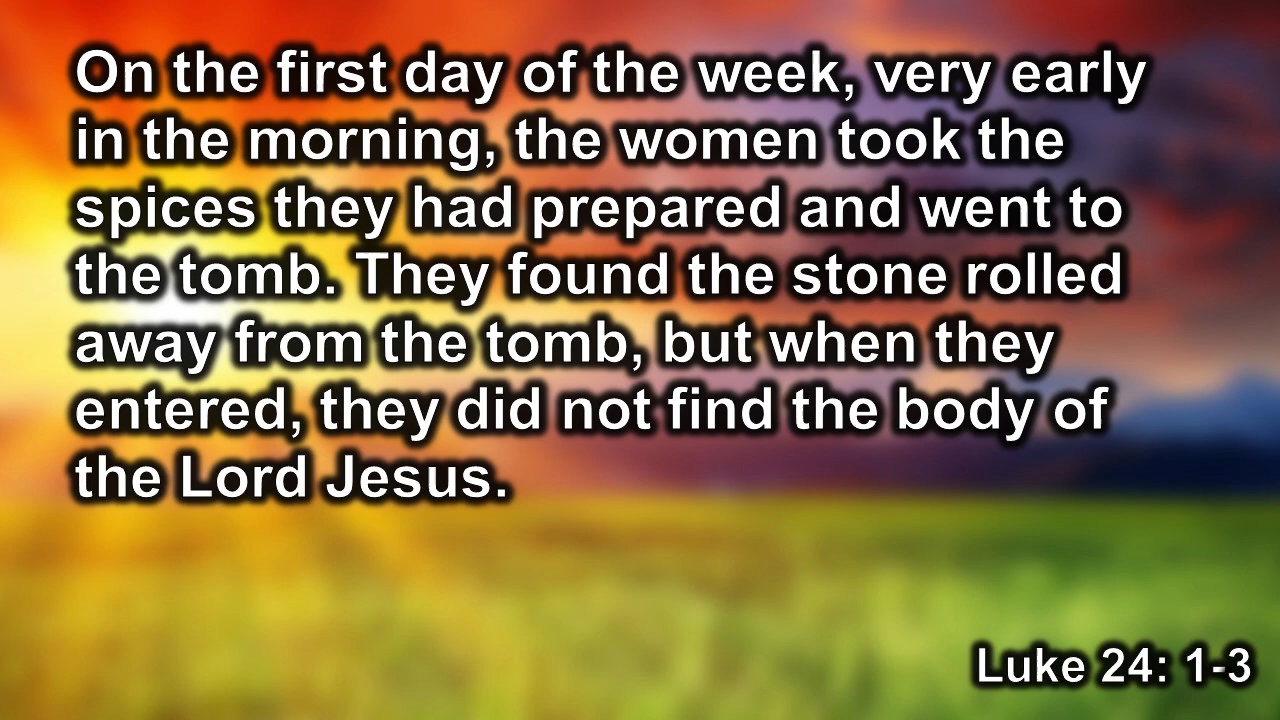 On the first day of the week, very early
in the morning, the women took the
spices they had prepared and went to
the tomb. They found the stone rolled
away from the tomb, but when they
entered, they did not find the body of
the Lord Jesus.
Luke 24: 1-3